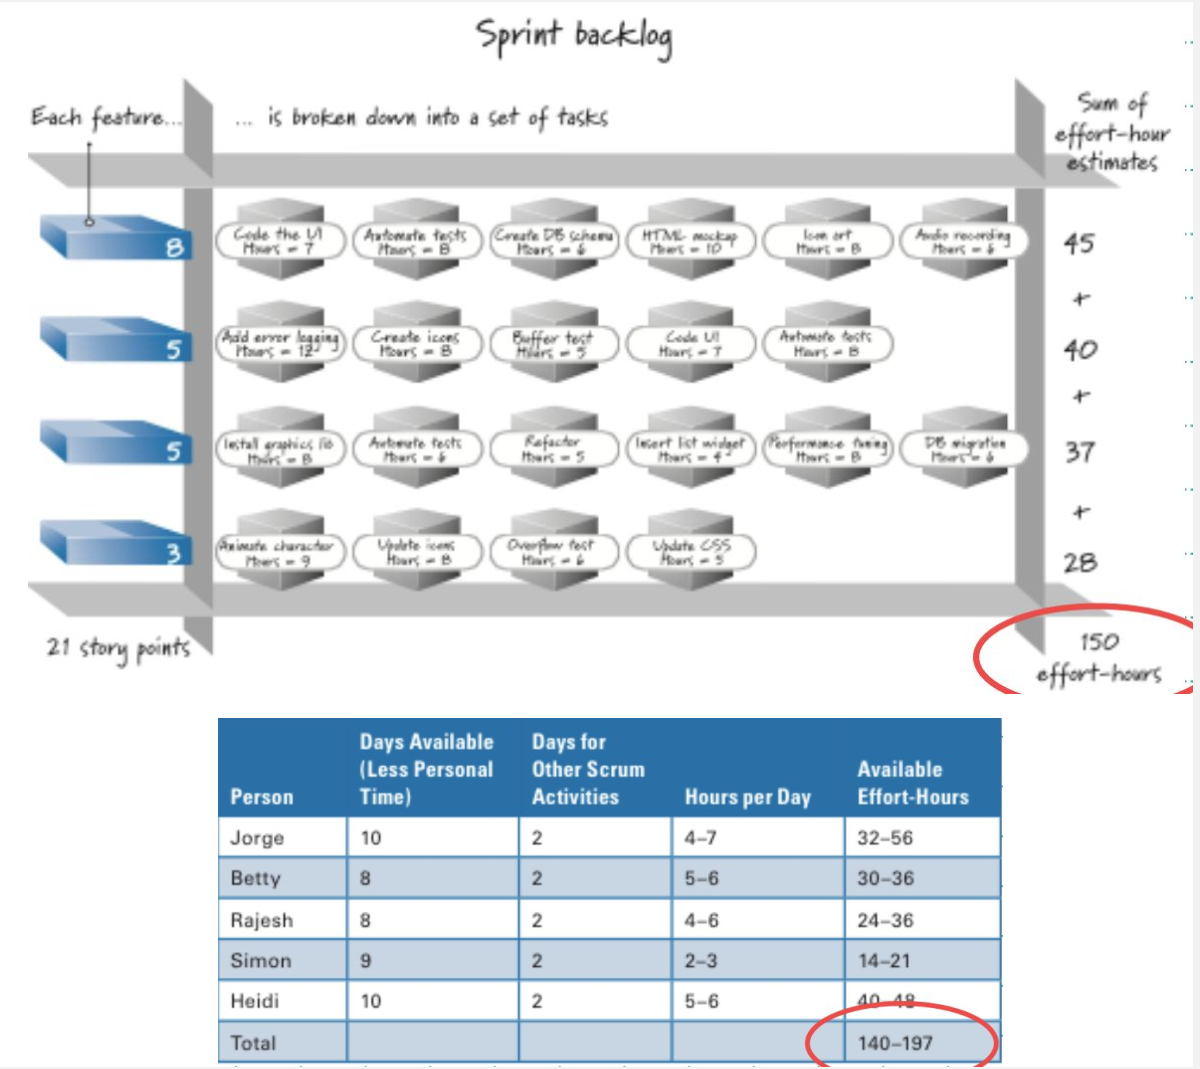 Sprint backlog
Each feature...
... is broken down into a set of tasks
Sum of
effort-hour
estimates
8
Code the UI
Hours = 7
Automate tests
Hours = 8
Create DB schema
Hours = 6
HTML mockup
Hours = 10
Icon art
Hours = 8
Audio recording
Hours = 6
45
+
5
Add error logging
Hours = 12
Create icons
Hours = 8
Buffer test
Hours = 5
Code UI
Hours = 7
Automate tests
Hours = 8
40
+
5
Install graphics lib
Hours = 8
Automate tests
Hours = 6
Refactor
Hours = 5
Insert list widget
Hours = 4
Performance tuning
Hours = 8
DB migration
Hours = 6
37
+
3
Animate character
Hours = 9
Update icons
Hours = 8
Overflow test
Hours = 6
Update CSS
Hours = 5
28
21 story points
150
effort-hours
Person
Days Available
(Less Personal
Time)
Days for
Other Scrum
Activities
Hours per Day
Available
Effort-Hours
Jorge 10 2 4–7 32–56
Betty 8 2 5–6 30–36
Rajesh 8 2 4–6 24–36
Simon 9 2 2–3 14–21
Heidi 10 2 5–6 40–48
Total 140–197